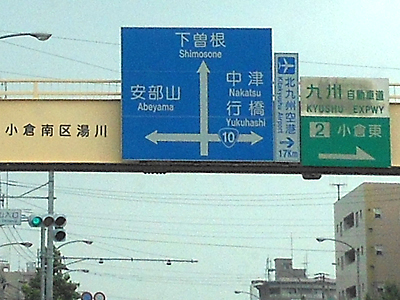 小倉南区湯川
下曽根
Shimosone
安部山
Abeyama
中津
Nakatsu
行橋
Yukuhashi
10
北九州空港
17Km
九州 自動車道
KYUSHU EXPWY
2 小倉東